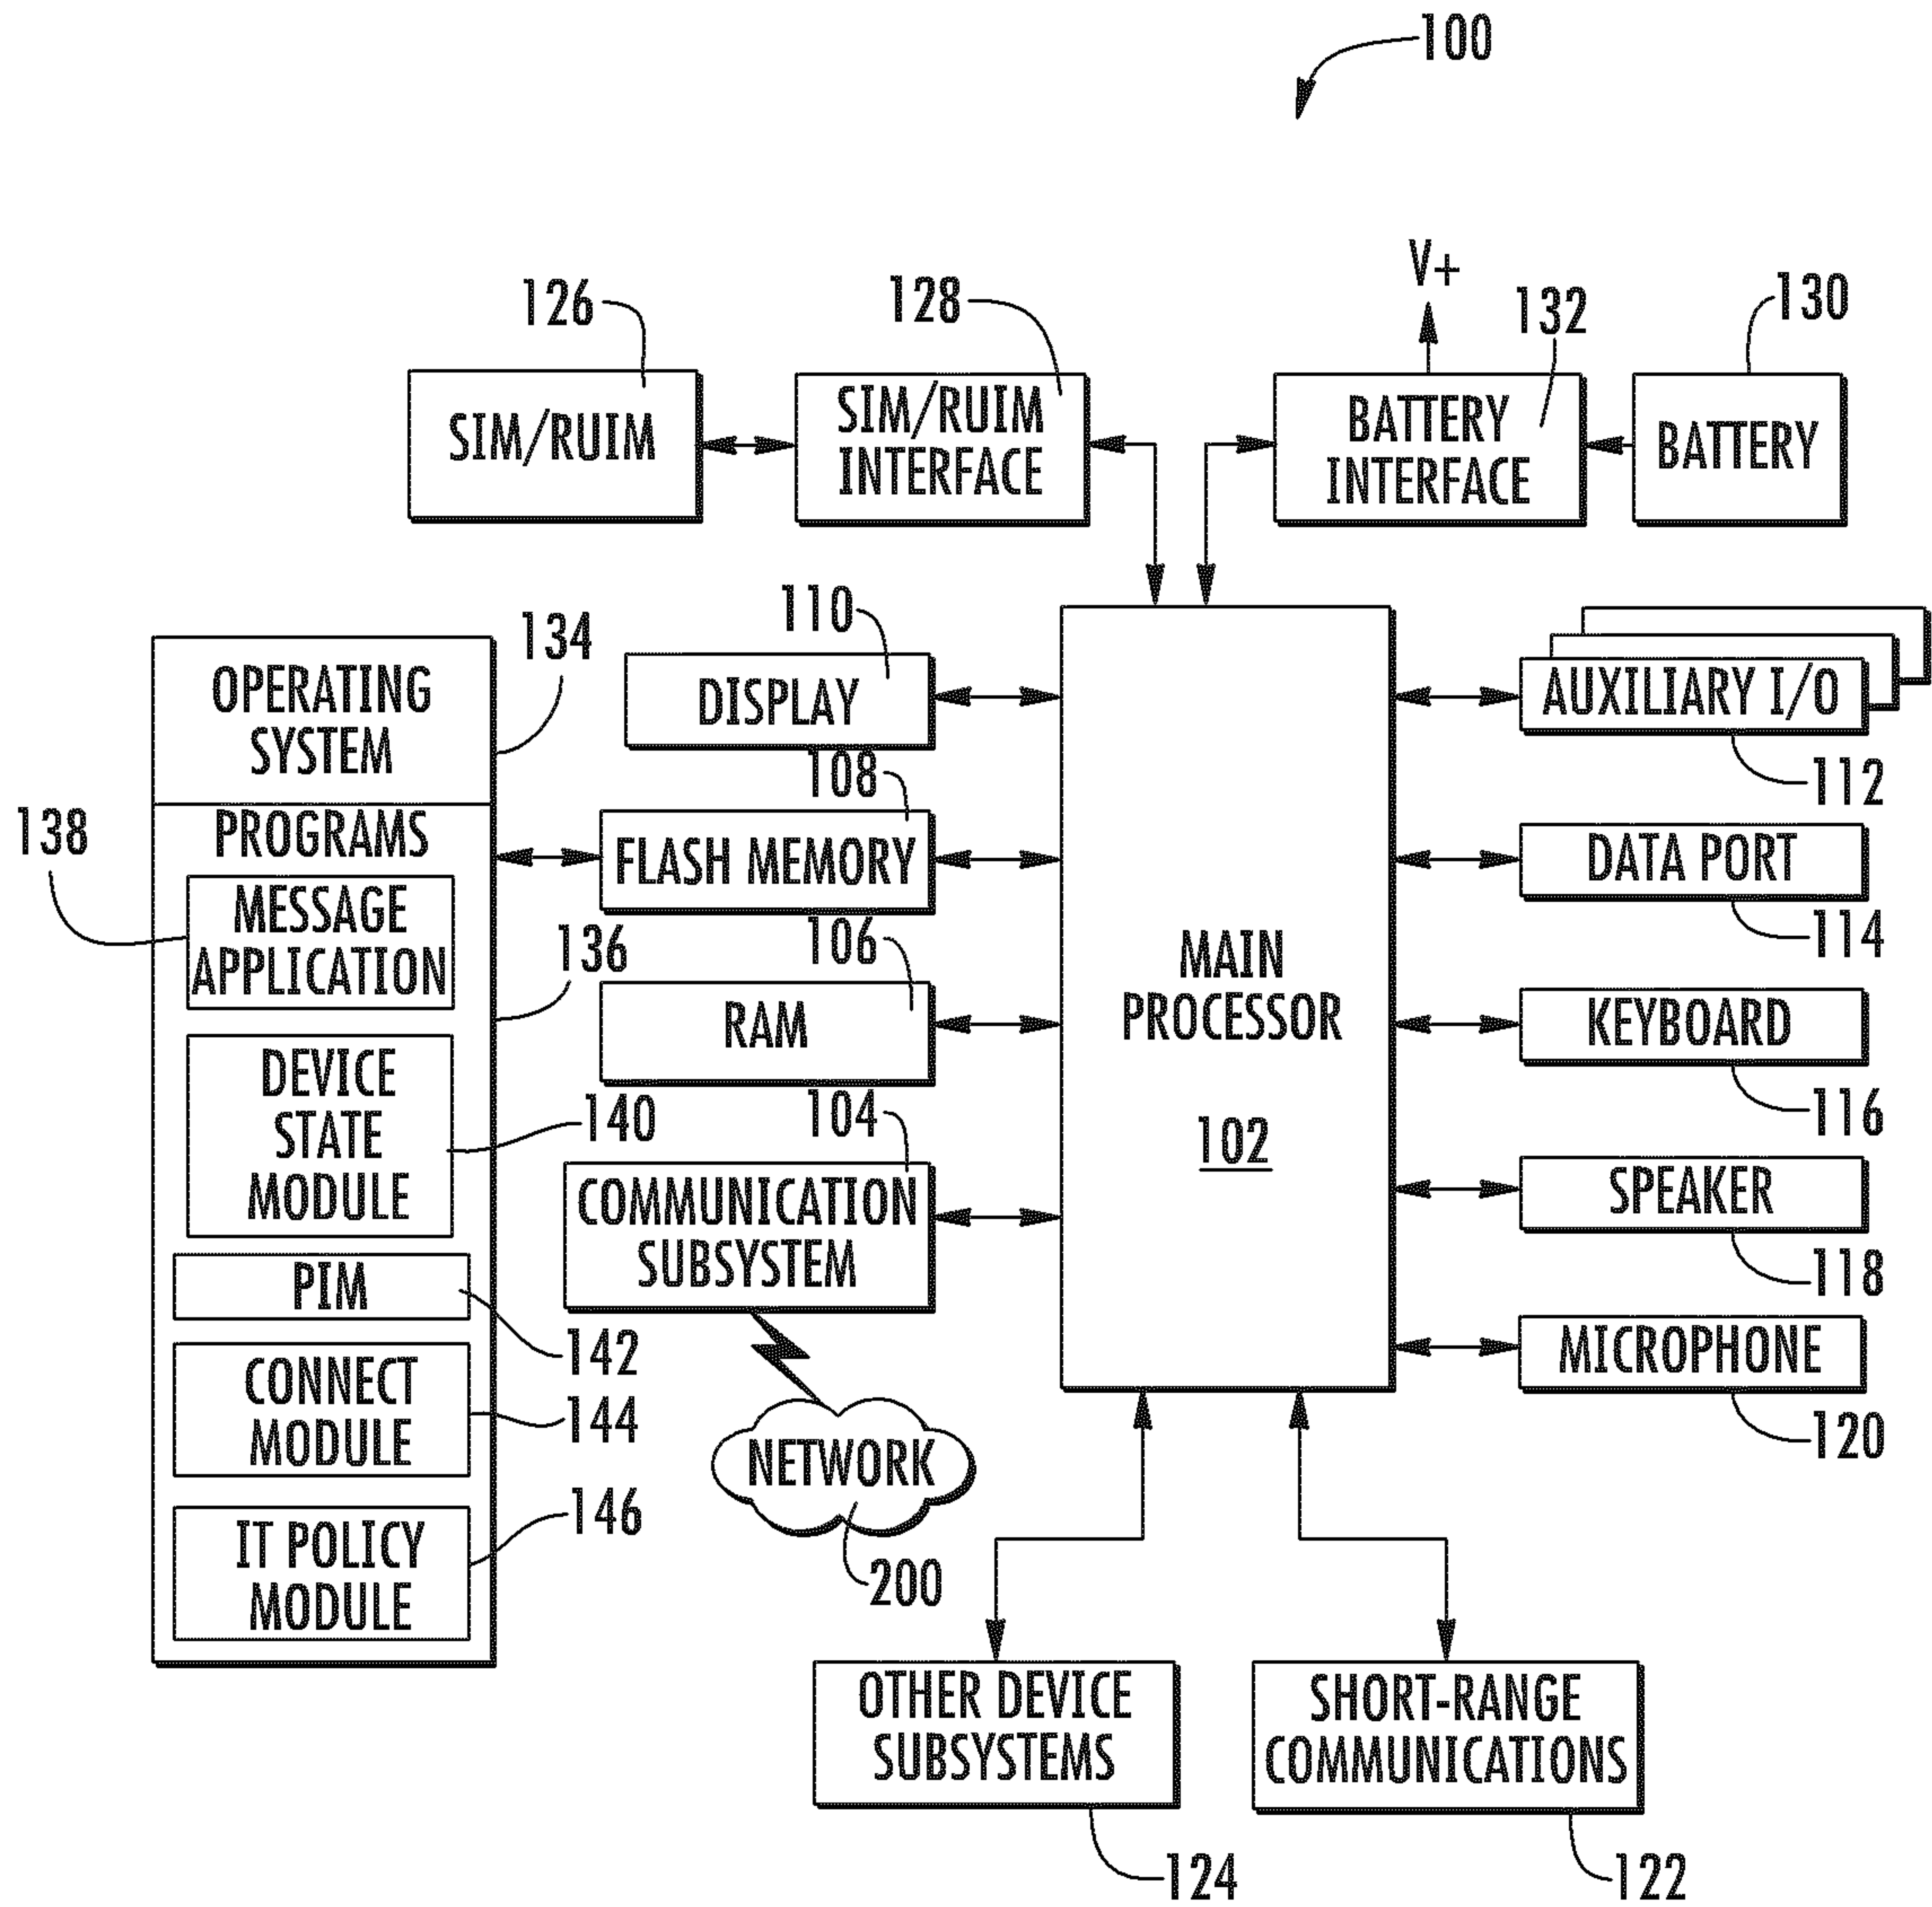 100
V+
126
128
132
130
SIM/RUIM
SIM/RUIM
INTERFACE
BATTERY
INTERFACE
BATTERY
110
134
OPERATING
SYSTEM
DISPLAY
AUXILIARY I/O
112
108
138
PROGRAMS
FLASH MEMORY
DATA PORT
114
MESSAGE
APPLICATION
106
136
RAM
MAIN
PROCESSOR
102
KEYBOARD
116
DEVICE
STATE
MODULE
140
104
COMMUNICATION
SUBSYSTEM
SPEAKER
118
PIM
142
MICROPHONE
120
CONNECT
MODULE
144
NETWORK
200
IT POLICY
MODULE
146
OTHER DEVICE
SUBSYSTEMS
124
SHORT-RANGE
COMMUNICATIONS
122